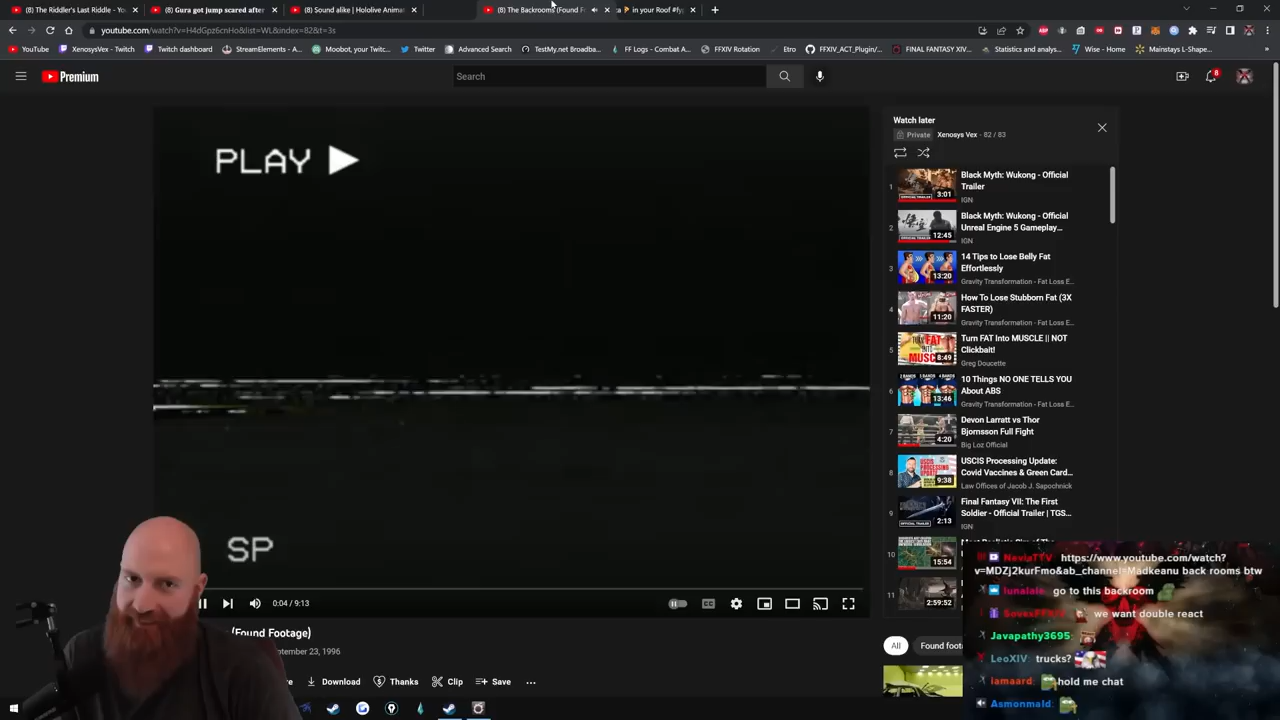 (8) The Riddler's Last Riddle - Yo
(8) Gura got jump scared after
(8) Sound alike | Hololive Animat
(8) The Backrooms (Found F
in your Roof #fy
youtube.com/watch?v=H4dGpz6cnHo&list=WL&index=82&t=3s
YouTube
XenosysVex - Twitch
Control Panel
StreamElements - A...
Moobot, your Twitc...
Twitter
Advanced Search
TestMy.net Broadba...
FF Logs - Combat A...
FFXIV Rotation
Etro
FFXIV_ACT_Plugin/...
FINAL FANTASY XIV...
Statistics and analys...
Wise - Home
Mainstays L-Shape...
Premium
Search
8
PLAY
SP
0:04 / 9:13
Watch later
Private Xenosys Vex - 82 / 83
1
Black Myth: Wukong - Official
Trailer
IGN
3:01
2
Black Myth: Wukong - Official
Unreal Engine 5 Gameplay...
IGN
12:45
3
14 Tips to Lose Belly Fat
Effortlessly
Gravity Transformation - Fat Loss E...
13:20
4
How To Lose Stubborn Fat (3X
FASTER)
Gravity Transformation - Fat Loss E...
11:20
5
Turn FAT Into MUSCLE || NOT
Clickbait!
Greg Doucette
8:49
6
10 Things NO ONE TELLS YOU
About ABS
Gravity Transformation - Fat Loss E...
13:46
7
Devon Larratt vs Thor
Bjornsson Full Fight
Big Loz Official
4:20
8
USCIS Processing Update:
Covid Vaccines & Green Card...
Law Offices of Jacob J. Sapochnick
9:38
9
Final Fantasy VII: The First
Soldier - Official Trailer | TGS...
IGN
2:13
10
15:54
11
2:59:52
(Found Footage)
September 23, 1996
Download
Thanks
Clip
Save
All
Found foot
NevinTTV https://www.youtube.com/watch?
v=MDZj2kurFmo&ab_channel=Madkeanu back rooms btw
lunalale: go to this backroom
we want double react
Javapathy3695:
LeoXIV: trucks?
iamaard: hold me chat
Asmonmald: